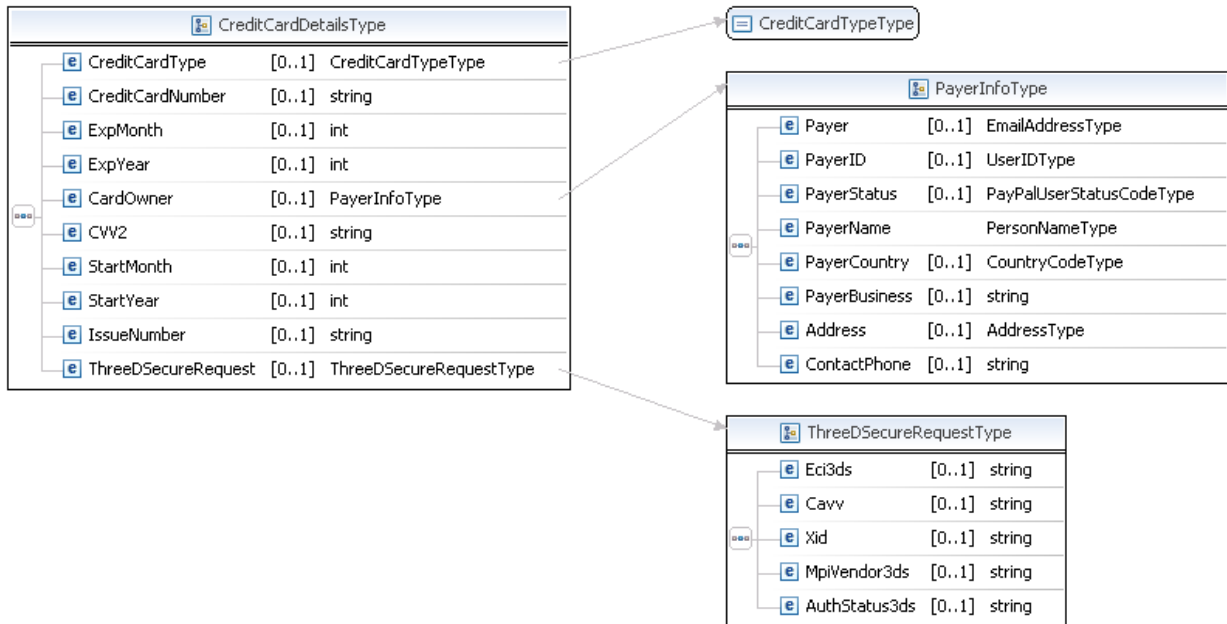 CreditCardDetailsType
e CreditCardType [0..1] CreditCardTypeType
e CreditCardNumber [0..1] string
e ExpMonth [0..1] int
e ExpYear [0..1] int
e CardOwner [0..1] PayerInfoType
e CVV2 [0..1] string
e StartMonth [0..1] int
e StartYear [0..1] int
e IssueNumber [0..1] string
e ThreeDSecureRequest [0..1] ThreeDSecureRequestType
CreditCardTypeType
PayerInfoType
e Payer [0..1] EmailAddressType
e PayerID [0..1] UserIDType
e PayerStatus [0..1] PayPalUserStatusCodeType
e PayerName PersonNameType
e PayerCountry [0..1] CountryCodeType
e PayerBusiness [0..1] string
e Address [0..1] AddressType
e ContactPhone [0..1] string
ThreeDSecureRequestType
e Eci3ds [0..1] string
e Cavv [0..1] string
e Xid [0..1] string
e MpiVendor3ds [0..1] string
e AuthStatus3ds [0..1] string